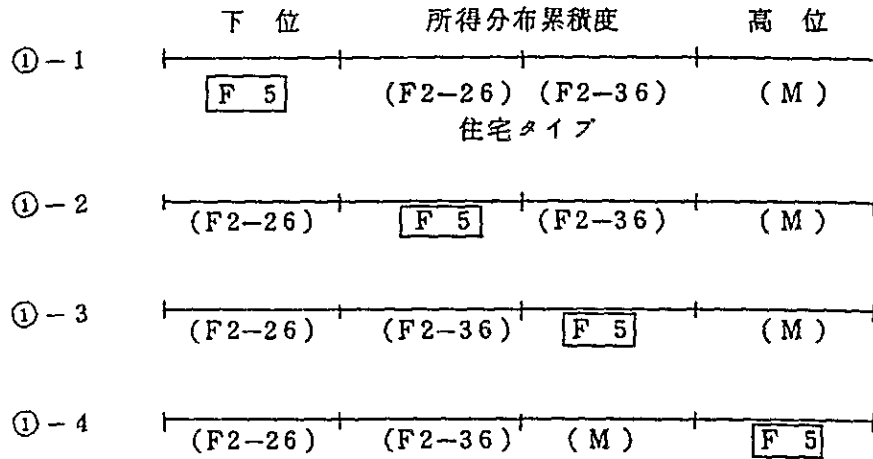 下 位 所得分布累積度 高 位
①-1
F 5 (F2-26) (F2-36) (M)
住宅タイプ
①-2
(F2-26) F 5 (F2-36) (M)
①-3
(F2-26) (F2-36) F 5 (M)
①-4
(F2-26) (F2-36) (M) F 5